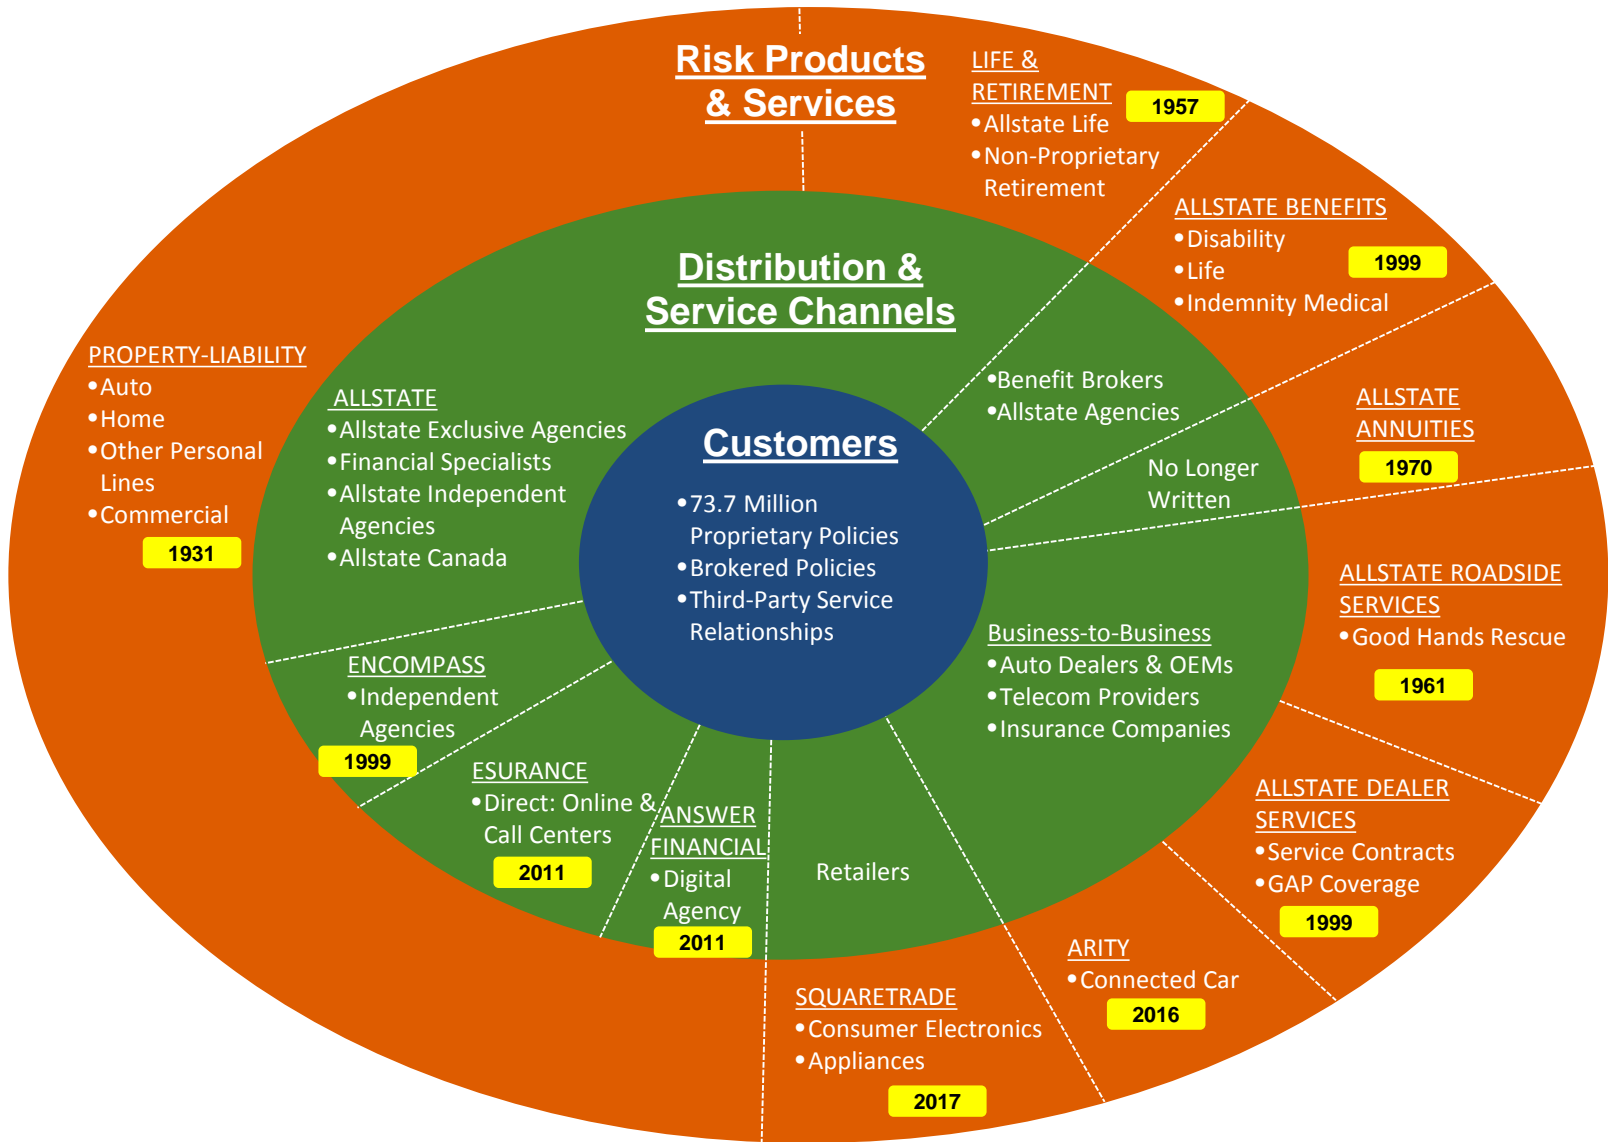 Risk Products
& Services
LIFE &
RETIREMENT
•Allstate Life
•Non-Proprietary
Retirement
1957
ALLSTATE BENEFITS
•Disability
•Life
•Indemnity Medical
1999
ALLSTATE
ANNUITIES
1970
ALLSTATE ROADSIDE
SERVICES
•Good Hands Rescue
1961
ALLSTATE DEALER
SERVICES
•Service Contracts
•GAP Coverage
1999
ARITY
•Connected Car
2016
SQUARETRADE
•Consumer Electronics
•Appliances
2017
PROPERTY-LIABILITY
•Auto
•Home
•Other Personal
Lines
•Commercial
1931
Distribution &
Service Channels
ALLSTATE
•Allstate Exclusive Agencies
•Financial Specialists
•Allstate Independent
Agencies
•Allstate Canada
ENCOMPASS
•Independent
Agencies
1999
ESURANCE
•Direct: Online &
Call Centers
2011
ANSWER
FINANCIAL
•Digital
Agency
2011
Retailers
Business-to-Business
•Auto Dealers & OEMs
•Telecom Providers
•Insurance Companies
No Longer
Written
•Benefit Brokers
•Allstate Agencies
Customers
•73.7 Million
Proprietary Policies
•Brokered Policies
•Third-Party Service
Relationships